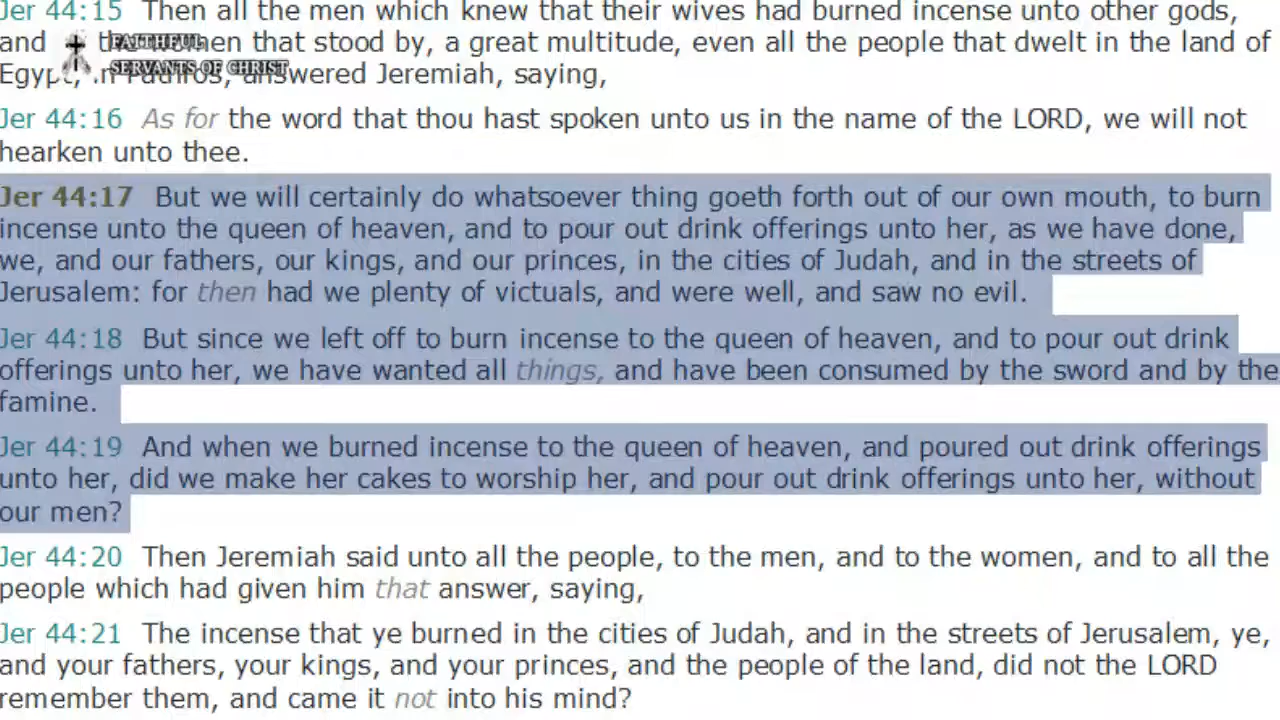 Jer 44:15 Then all the men which knew that their wives had burned incense unto other gods,
and that stood by, a great multitude, even all the people that dwelt in the land of
FAITHFUL
SERVANTS OF CHRIST
Egypt, in Pathros, answered Jeremiah, saying,
Jer 44:16 As for the word that thou hast spoken unto us in the name of the LORD, we will not
hearken unto thee.
Jer 44:17 But we will certainly do whatsoever thing goeth forth out of our own mouth, to burn
incense unto the queen of heaven, and to pour out drink offerings unto her, as we have done,
we, and our fathers, our kings, and our princes, in the cities of Judah, and in the streets of
Jerusalem: for then had we plenty of victuals, and were well, and saw no evil.
Jer 44:18 But since we left off to burn incense to the queen of heaven, and to pour out drink
offerings unto her, we have wanted all things, and have been consumed by the sword and by the
famine.
Jer 44:19 And when we burned incense to the queen of heaven, and poured out drink offerings
unto her, did we make her cakes to worship her, and pour out drink offerings unto her, without
our men?
Jer 44:20 Then Jeremiah said unto all the people, to the men, and to the women, and to all the
people which had given him that answer, saying,
Jer 44:21 The incense that ye burned in the cities of Judah, and in the streets of Jerusalem, ye,
and your fathers, your kings, and your princes, and the people of the land, did not the LORD
remember them, and came it not into his mind?